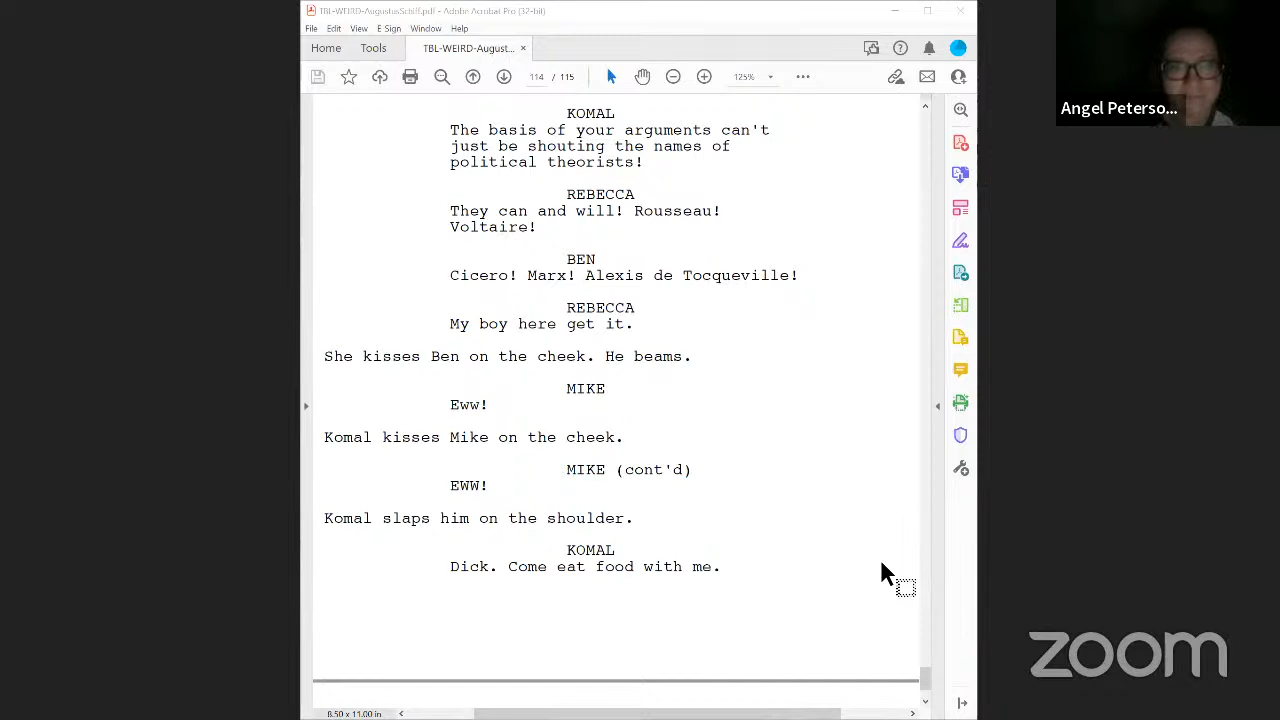 TBL-WEIRD-AugustasSchiff.pdf - Adobe Acrobat Pro (32-bit)
File Edit View E Sign Window Help
Home Tools TBL-WEIRD-August... ×
114 / 115 125%
KOMAL
The basis of your arguments can't
just be shouting the names of
political theorists!
REBECCA
They can and will! Rousseau!
Voltaire!
BEN
Cicero! Marx! Alexis de Tocqueville!
REBECCA
My boy here get it.
She kisses Ben on the cheek. He beams.
MIKE
Eww!
Komal kisses Mike on the cheek.
MIKE (cont'd)
EWW!
Komal slaps him on the shoulder.
KOMAL
Dick. Come eat food with me.
8.50 x 11.00 in
Angel Peterso...
zoom